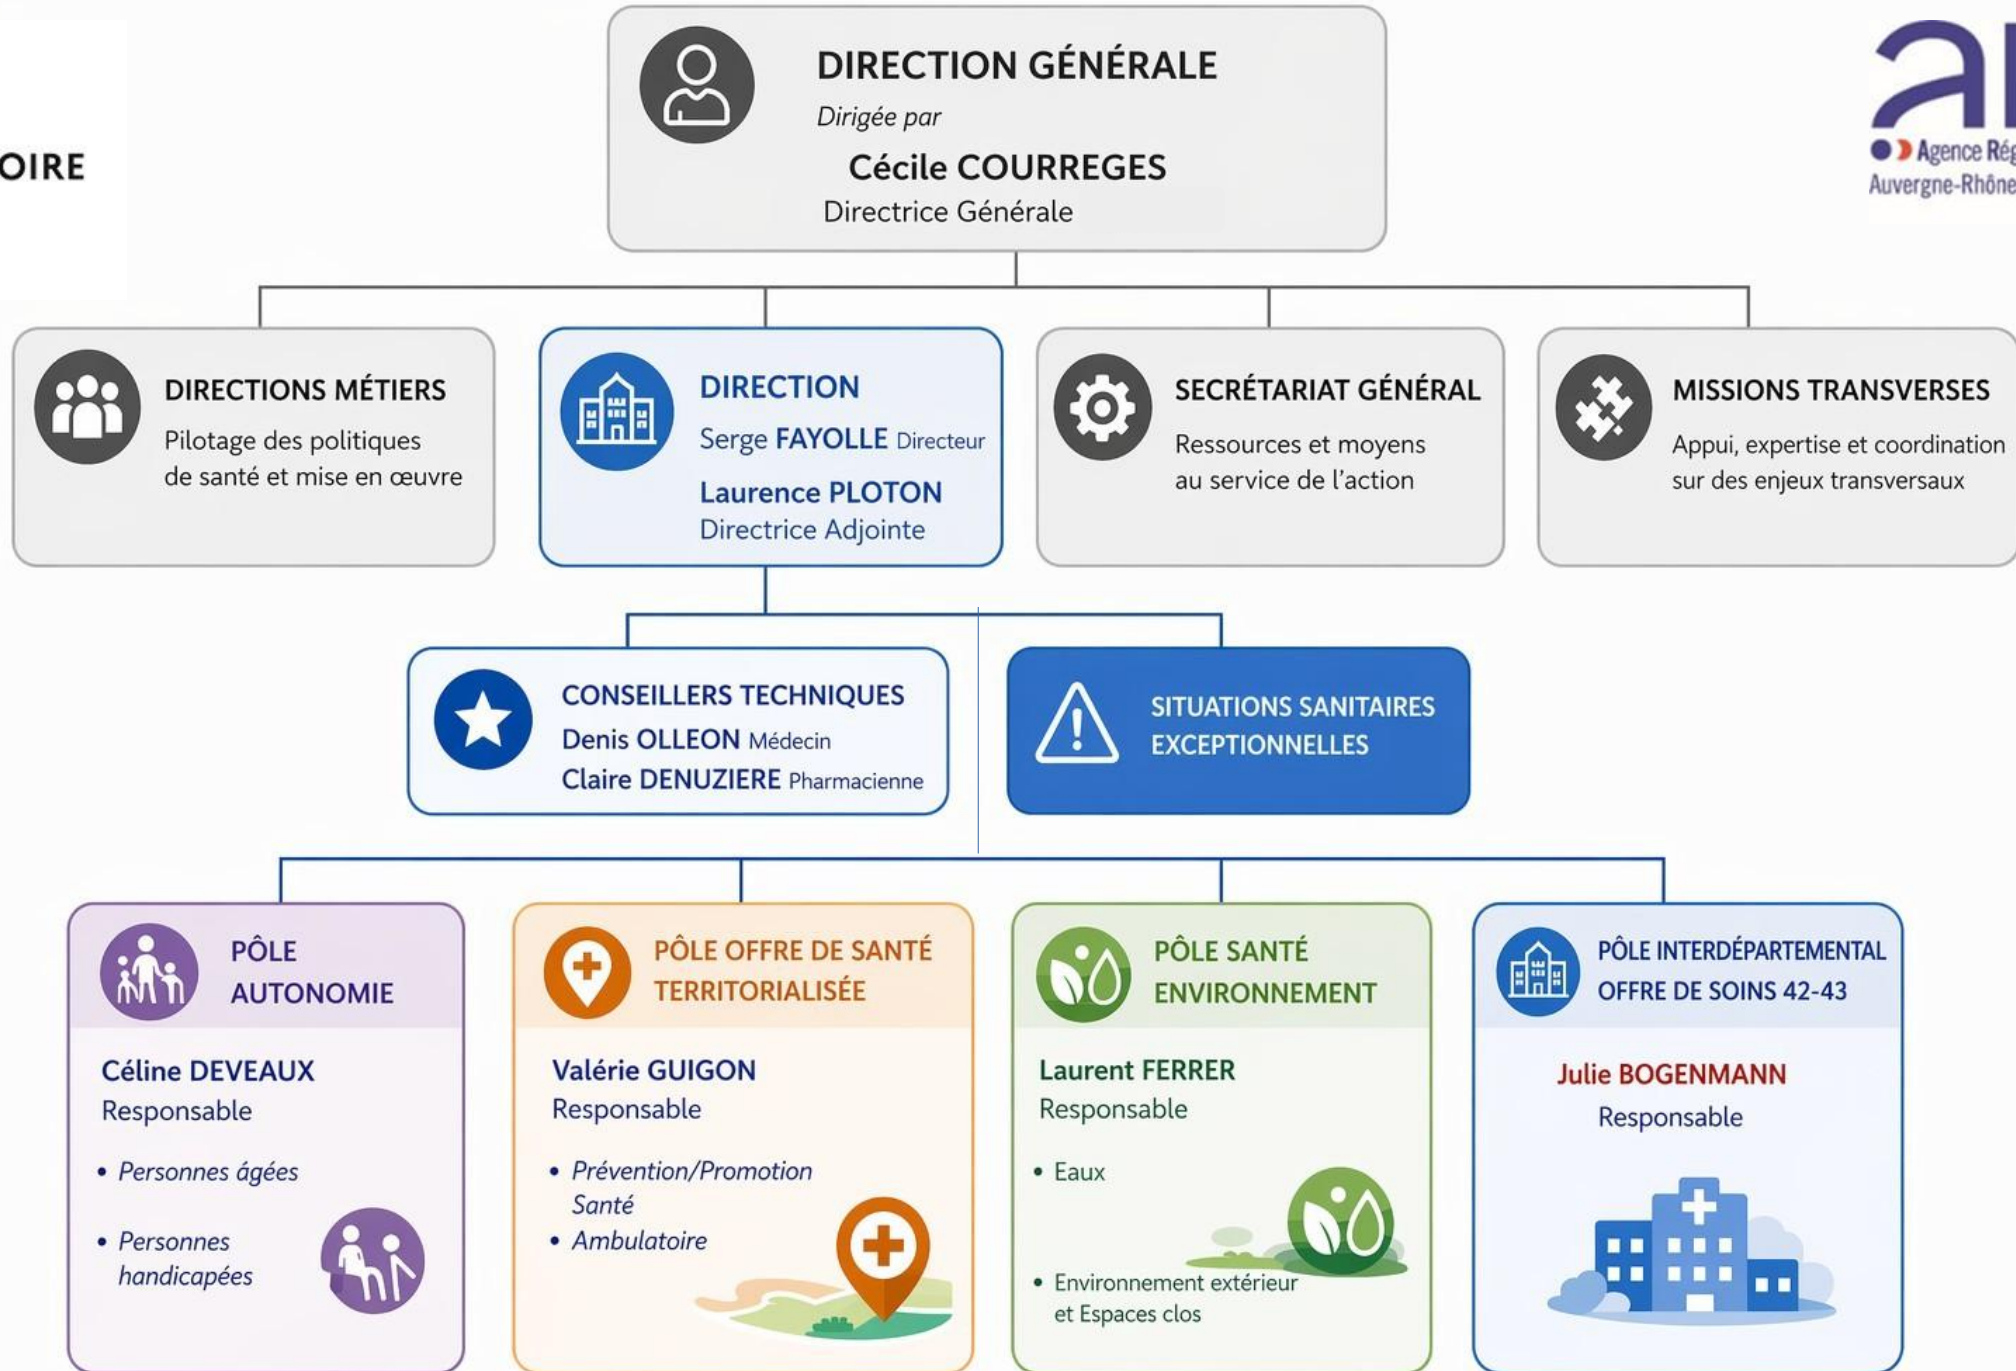 DIRECTION GÉNÉRALE
Dirigée par
Cécile COURREGES
Directrice Générale
OIRE
Agence Rég
Auvergne-Rhône
DIRECTIONS MÉTIERS
Pilotage des politiques
de santé et mise en œuvre
DIRECTION
Serge FAYOLLE Directeur
Laurence PLOTON
Directrice Adjointe
SECRÉTARIAT GÉNÉRAL
Ressources et moyens
au service de l'action
MISSIONS TRANSVERSES
Appui, expertise et coordination
sur des enjeux transversaux
CONSEILLERS TECHNIQUES
Denis OLLEON Médecin
Claire DENUZIERE Pharmacienne
SITUATIONS SANITAIRES
EXCEPTIONNELLES
PÔLE
AUTONOMIE
Céline DEVEAUX
Responsable
• Personnes ágées
• Personnes
handicapées
PÔLE OFFRE DE SANTÉ
TERRITORIALISÉE
Valérie GUIGON
Responsable
• Prévention/Promotion
Santé
• Ambulatoire
PÔLE SANTÉ
ENVIRONNEMENT
Laurent FERRER
Responsable
• Eaux
• Environnement extérieur
et Espaces clos
PÔLE INTERDÉPARTEMENTAL
OFFRE DE SOINS 42-43
Julie BOGENMANN
Responsable